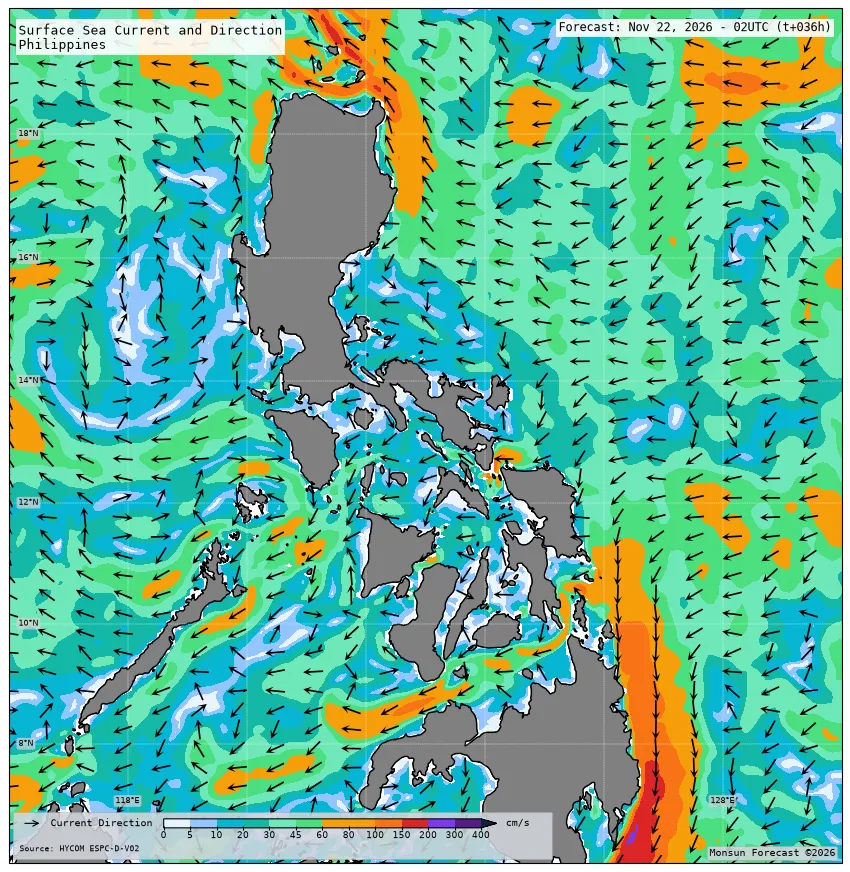 Surface Sea Current and Direction
Philippines
Forecast: Nov 22, 2026 - 02UTC (t+036h)
18°N
16°N
14°N
12°N
10°N
8°N
118°E
128°E
Current Direction
0 5 10 20 30 45 60 80 100 150 200 300 400
cm/s
Source: HYCOM ESPC-D-V02
Monsun Forecast ©2026